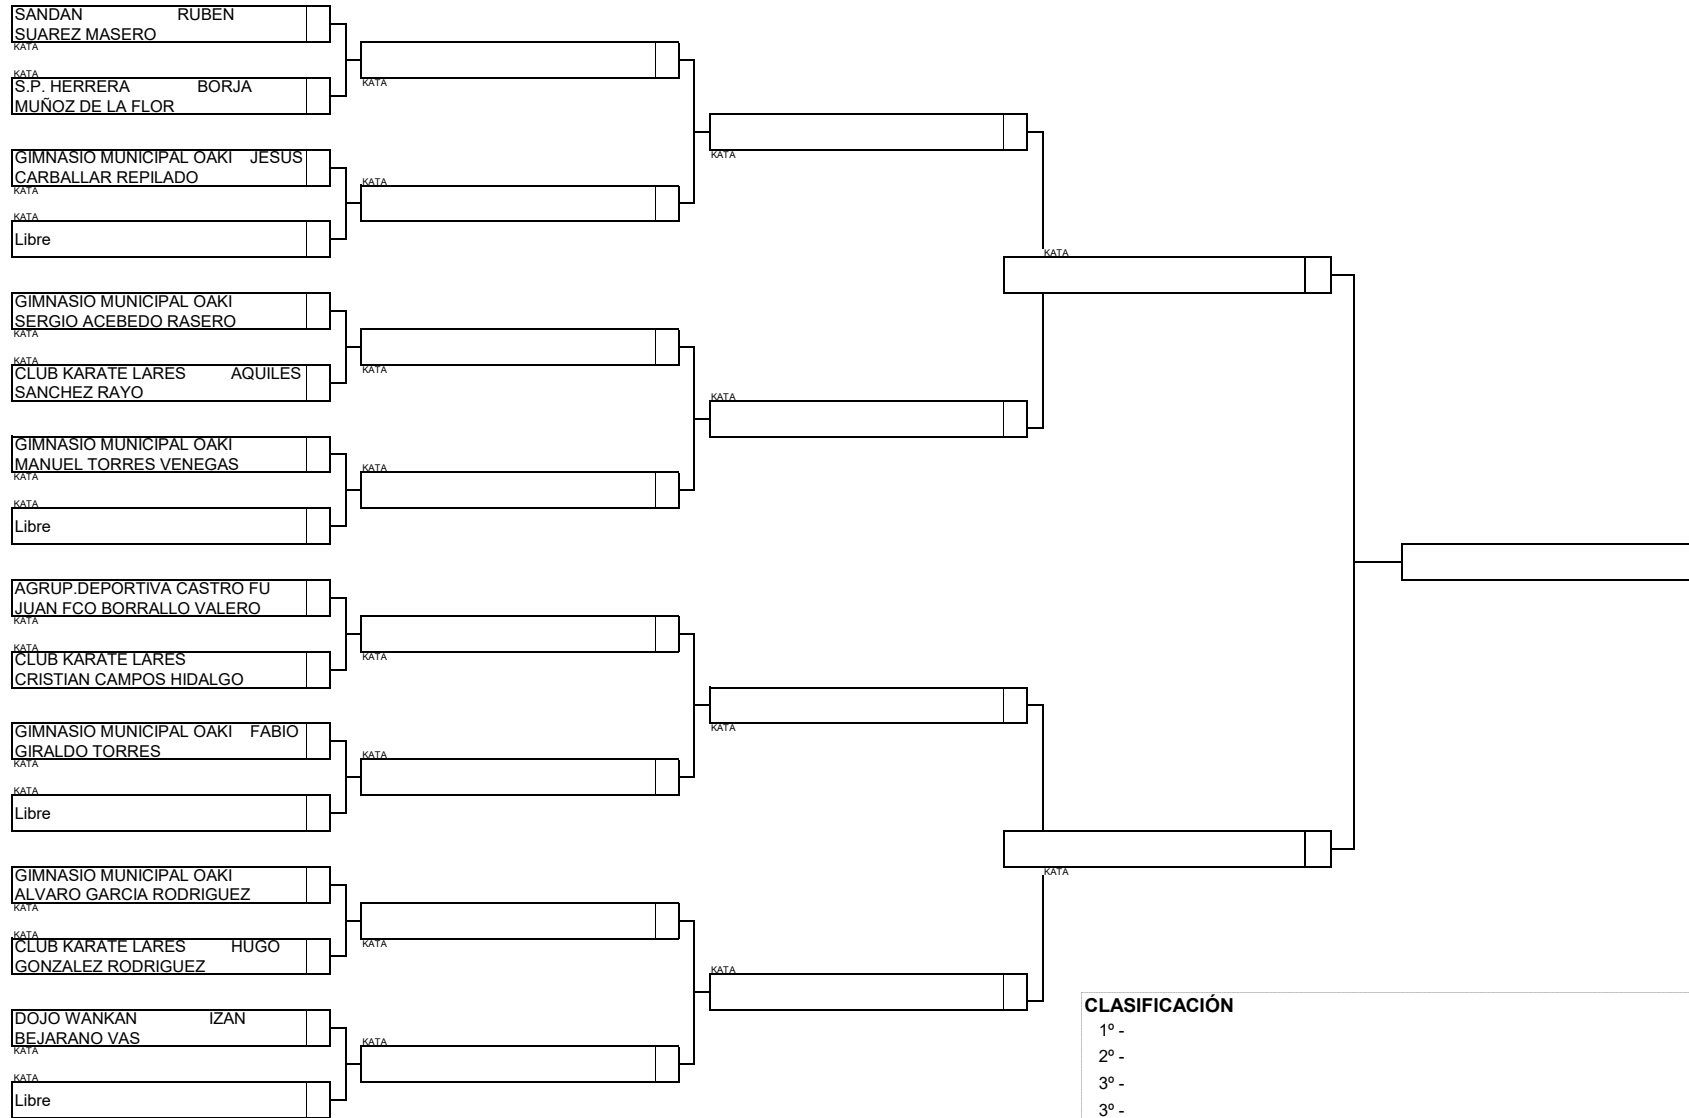 SANDAN RUBEN
SUAREZ MASERO
KATA
KATA
S.P. HERRERA BORJA
MUÑOZ DE LA FLOR
KATA
KATA
GIMNASIO MUNICIPAL OAKI JESUS
CARBALLAR REPILADO
KATA
KATA
KATA
Libre
KATA
GIMNASIO MUNICIPAL OAKI
SERGIO ACEBEDO RASERO
KATA
KATA
CLUB KARATE LARES AQUILES
SANCHEZ RAYO
KATA
KATA
GIMNASIO MUNICIPAL OAKI
MANUEL TORRES VENEGAS
KATA
KATA
KATA
Libre
AGRUP.DEPORTIVA CASTRO FU
JUAN FCO BORRALLO VALERO
KATA
KATA
CLUB KARATE LARES
CRISTIAN CAMPOS HIDALGO
KATA
GIMNASIO MUNICIPAL OAKI FABIO
GIRALDO TORRES
KATA
KATA
KATA
KATA
Libre
GIMNASIO MUNICIPAL OAKI
ALVARO GARCIA RODRIGUEZ
KATA
KATA
KATA
CLUB KARATE LARES HUGO
GONZALEZ RODRIGUEZ
KATA
KATA
DOJO WANKAN IZAN
BEJARANO VAS
KATA
KATA
KATA
Libre
CLASIFICACIÓN
1º -
2º -
3º -
3º -